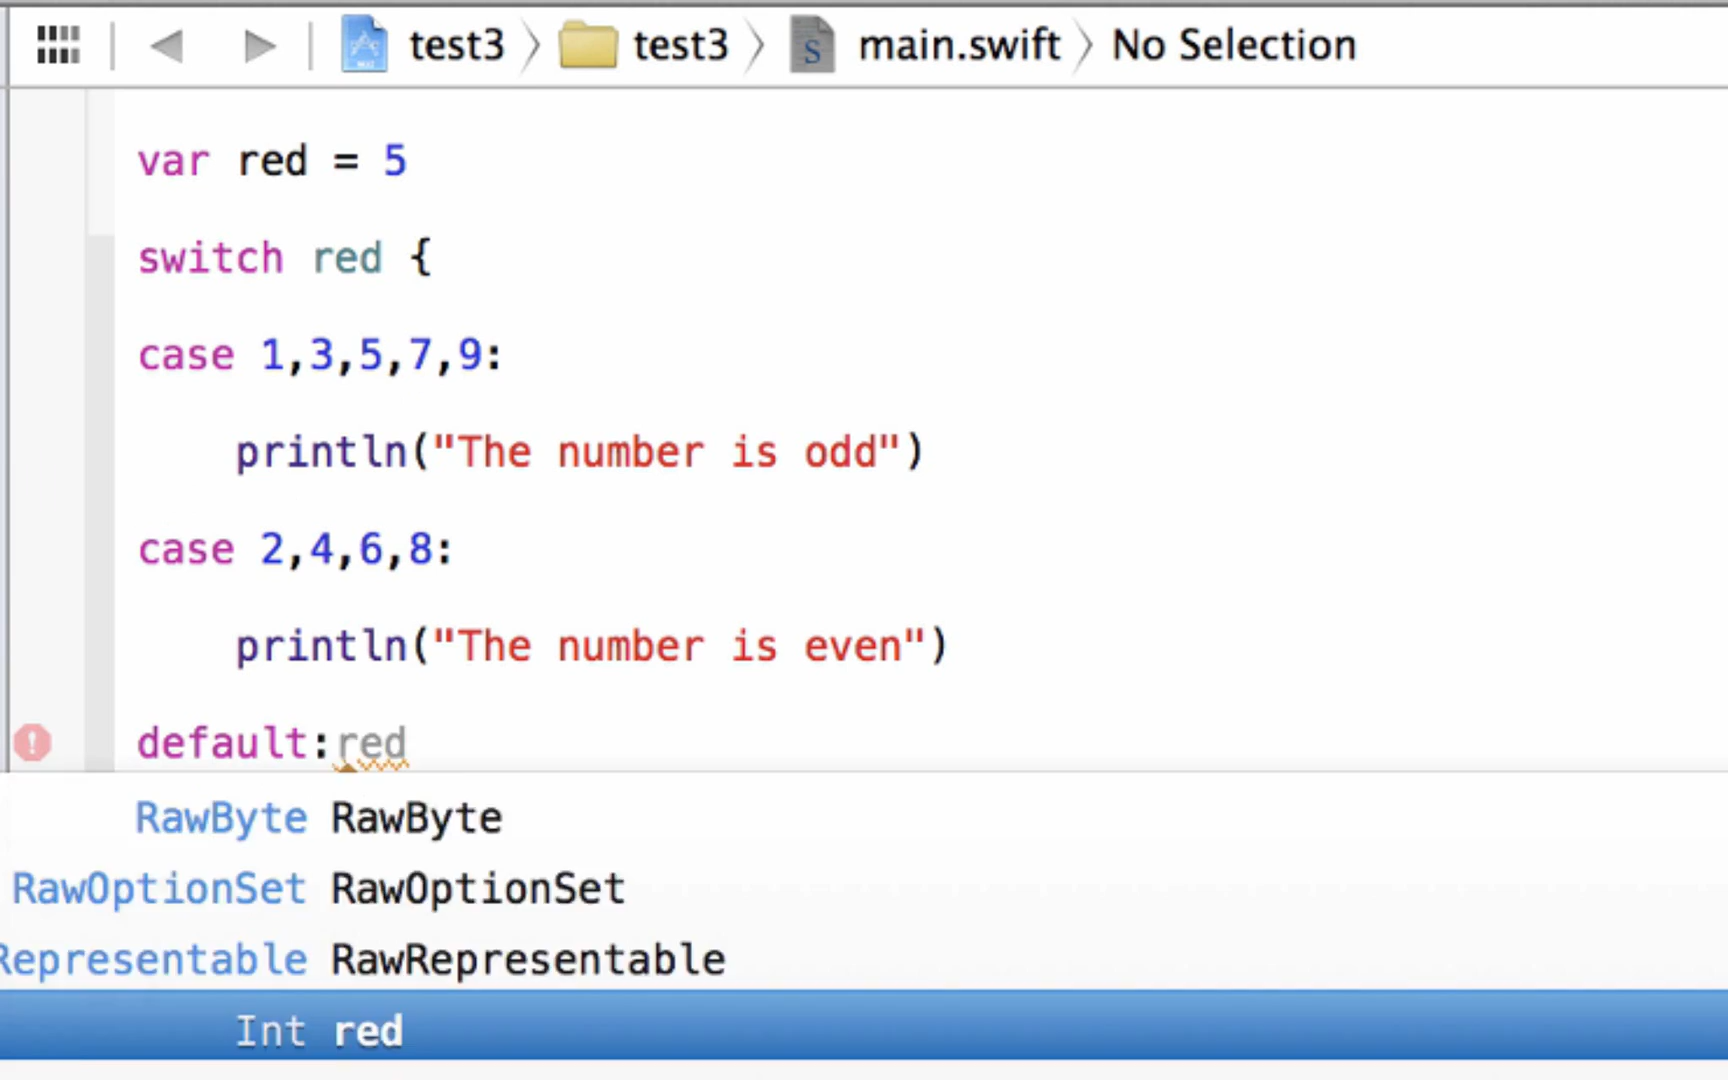 test3 test3 main.swift No Selection
var red = 5
switch red {
case 1,3,5,7,9:
println("The number is odd")
case 2,4,6,8:
println("The number is even")
default:red
RawByte RawByte
RawOptionSet RawOptionSet
Representable RawRepresentable
Int red